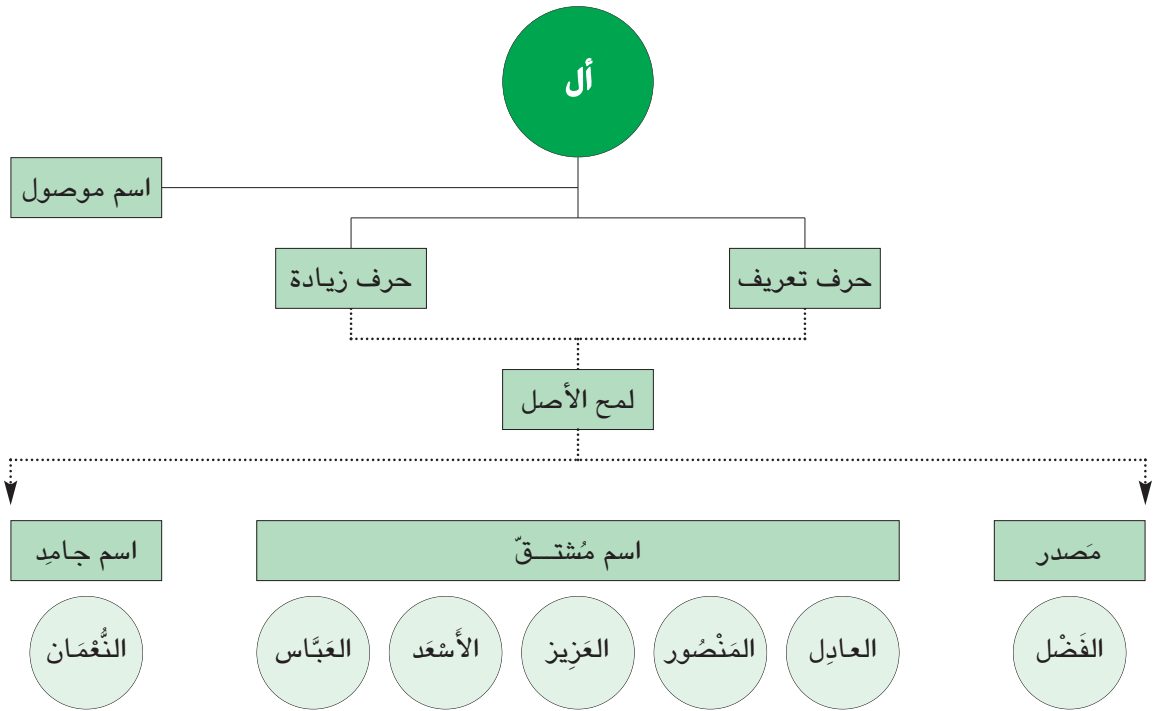 أل
اسم موصول
حرف تعريف
حرف زيادة
لمح الأصل
مَصدر
اسم مُشتــقّ
اسم جامِد
الفَضْل
العادِل
المَنْصُور
العَزِيز
الأَسْعَد
العَبَّاس
النُّعْمَان